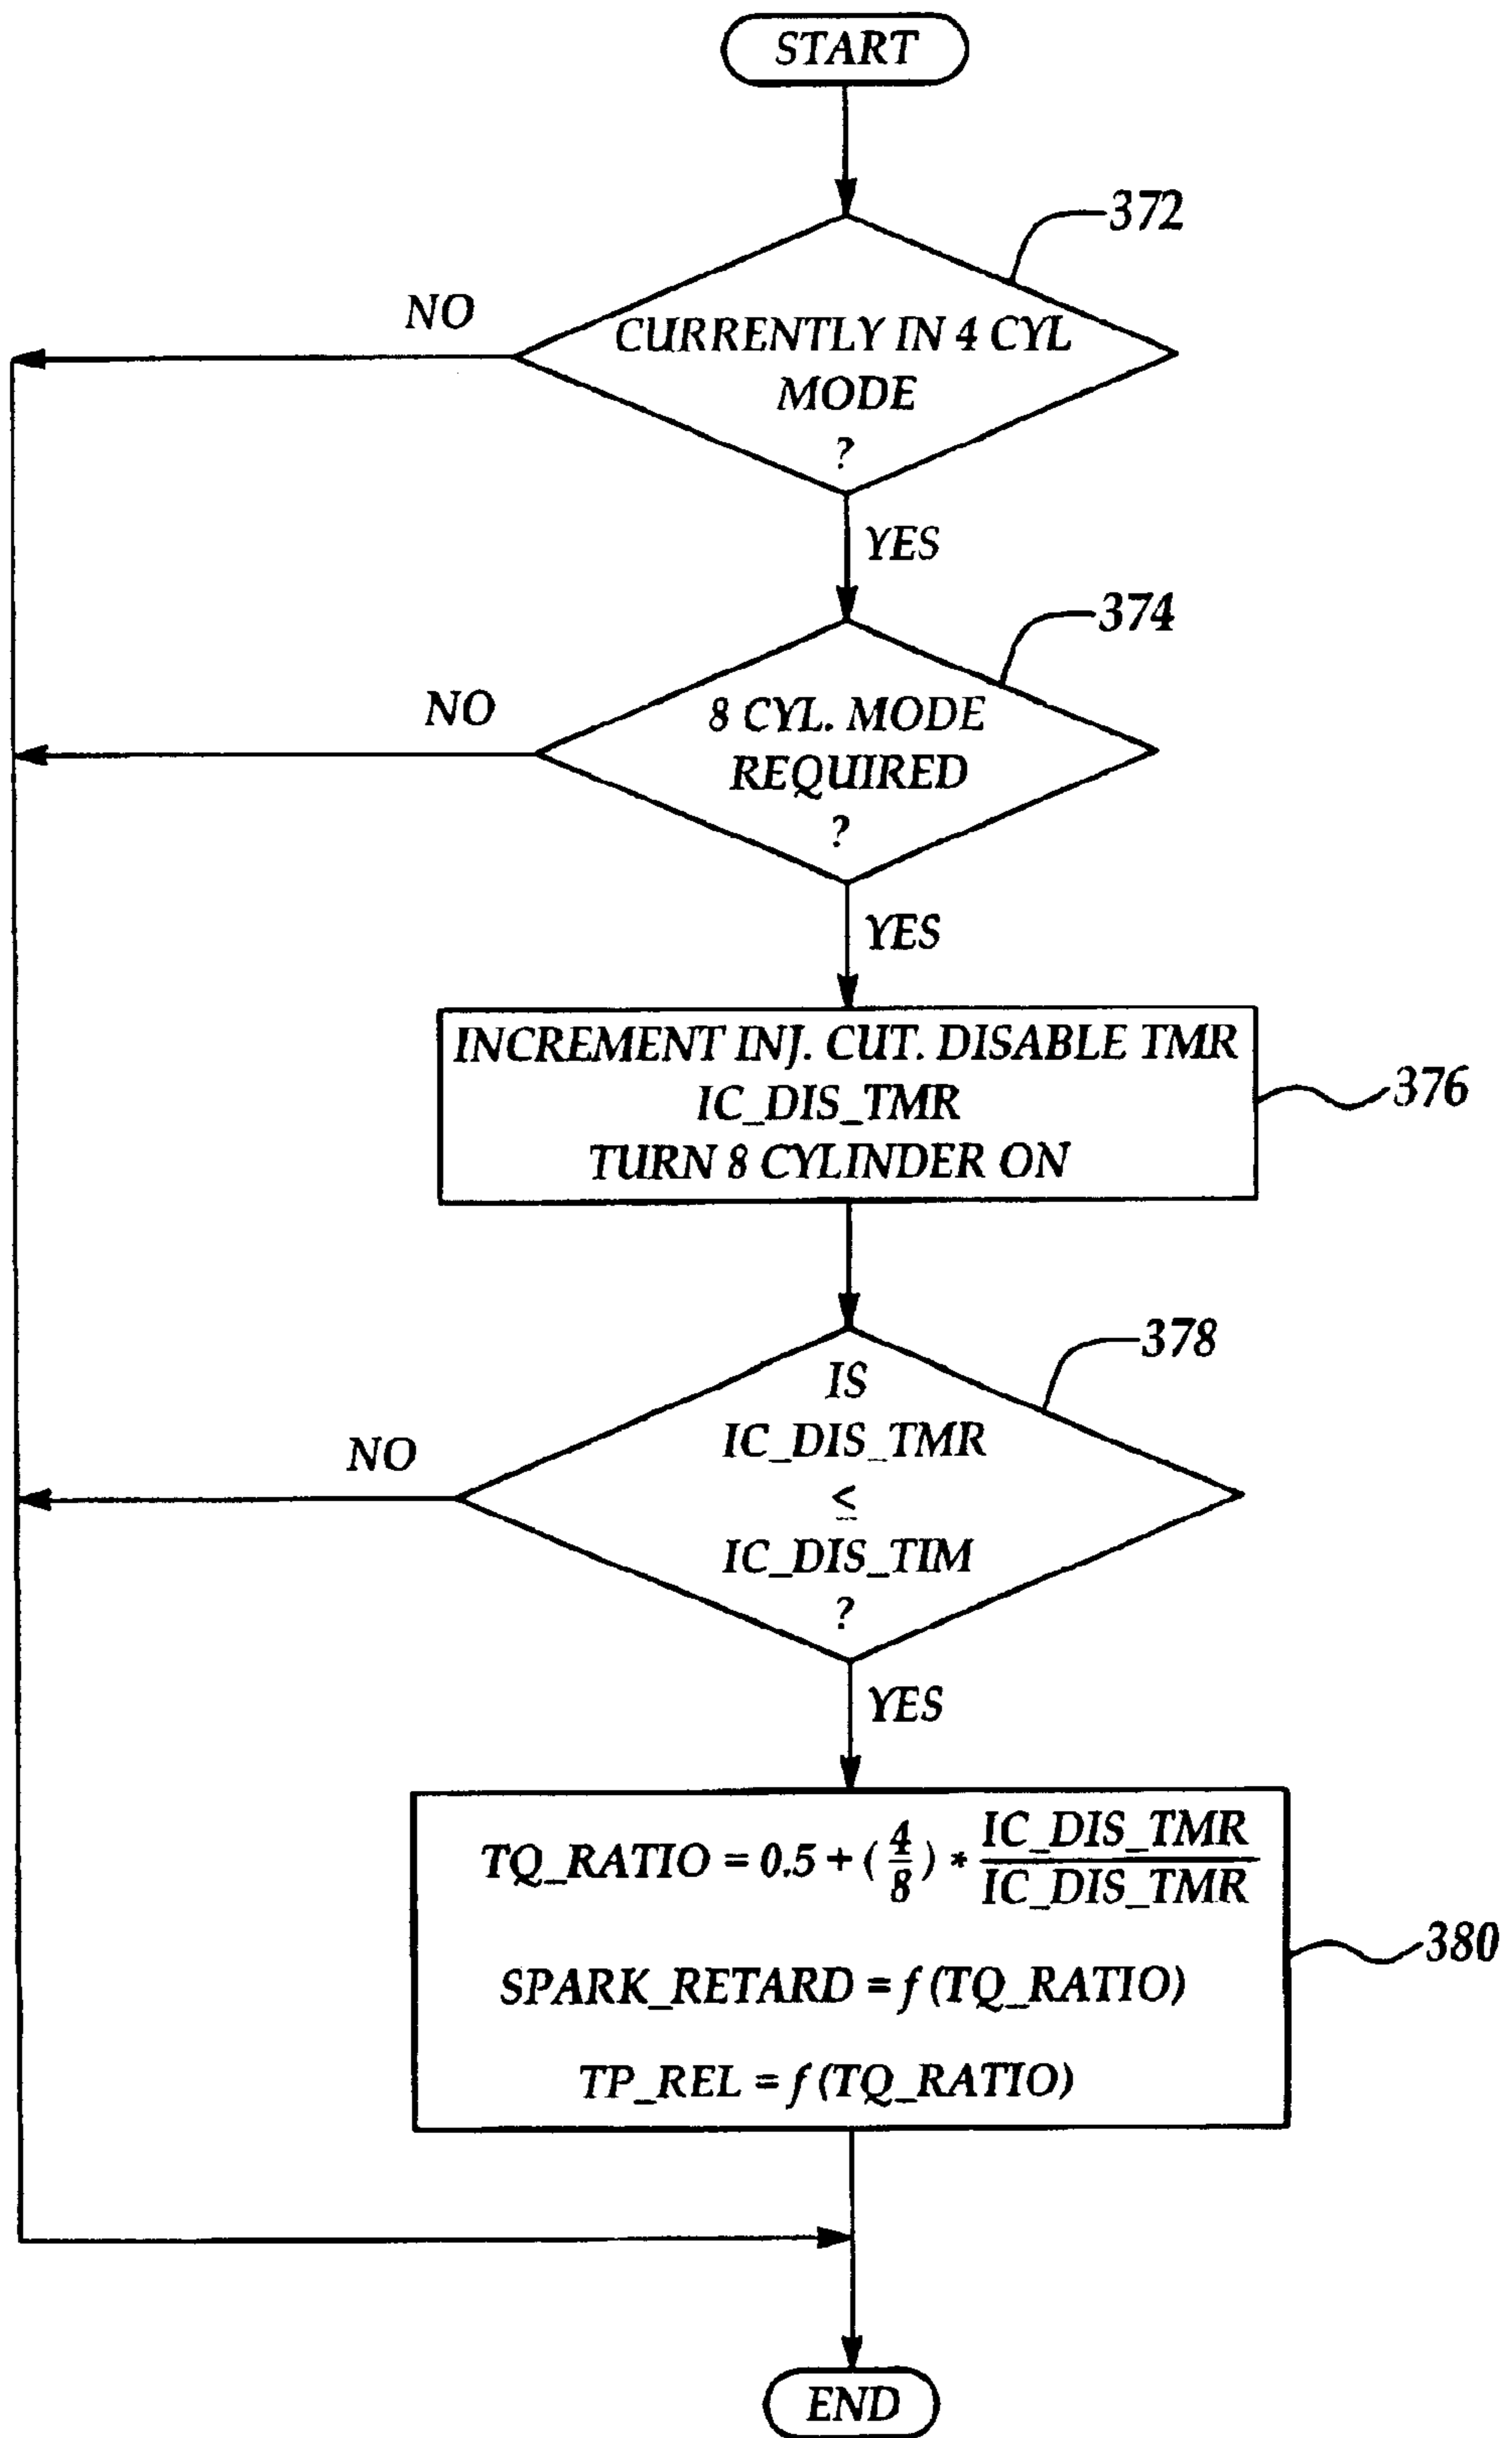 START
372
NO
CURRENTLY IN 4 CYL
MODE
?
YES
374
NO
8 CYL. MODE
REQUIRED
?
YES
INCREMENT INJ. CUT. DISABLE TMR
IC_DIS_TMR
TURN 8 CYLINDER ON
376
378
NO
IS
IC_DIS_TMR
≤
IC_DIS_TIM
?
YES
TQ_RATIO = 0.5 + (4/8) * IC_DIS_TMR/IC_DIS_TMR
SPARK_RETARD = f (TQ_RATIO)
TP_REL = f (TQ_RATIO)
380
END